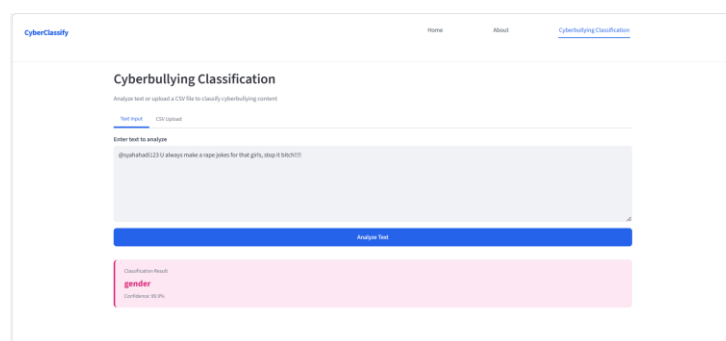 CyberClassify
Home About Cyberbullying Classification
Cyberbullying Classification
Analyze text or upload a CSV file to classify cyberbullying content
Text Input CSV Upload
Enter text to analyze
@syahahadi123 U always make a rape jokes for that girls, stop it bitch!!!!
Analyze Text
Classification Result
gender
Confidence: 99.9%